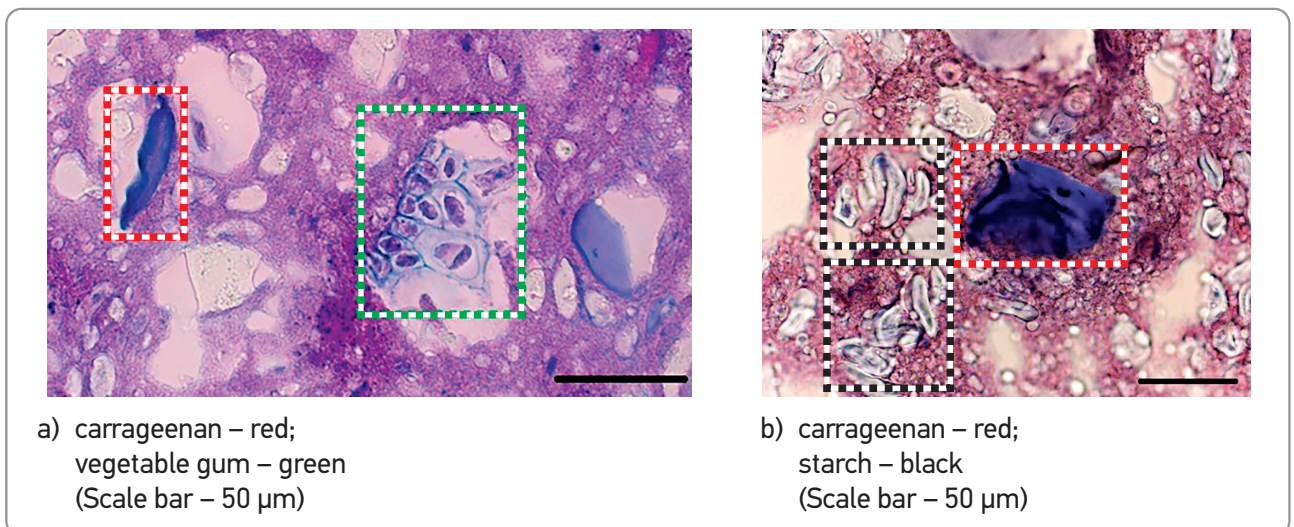 a) carrageenan – red;
vegetable gum – green
(Scale bar – 50 µm)
b) carrageenan – red;
starch – black
(Scale bar – 50 µm)